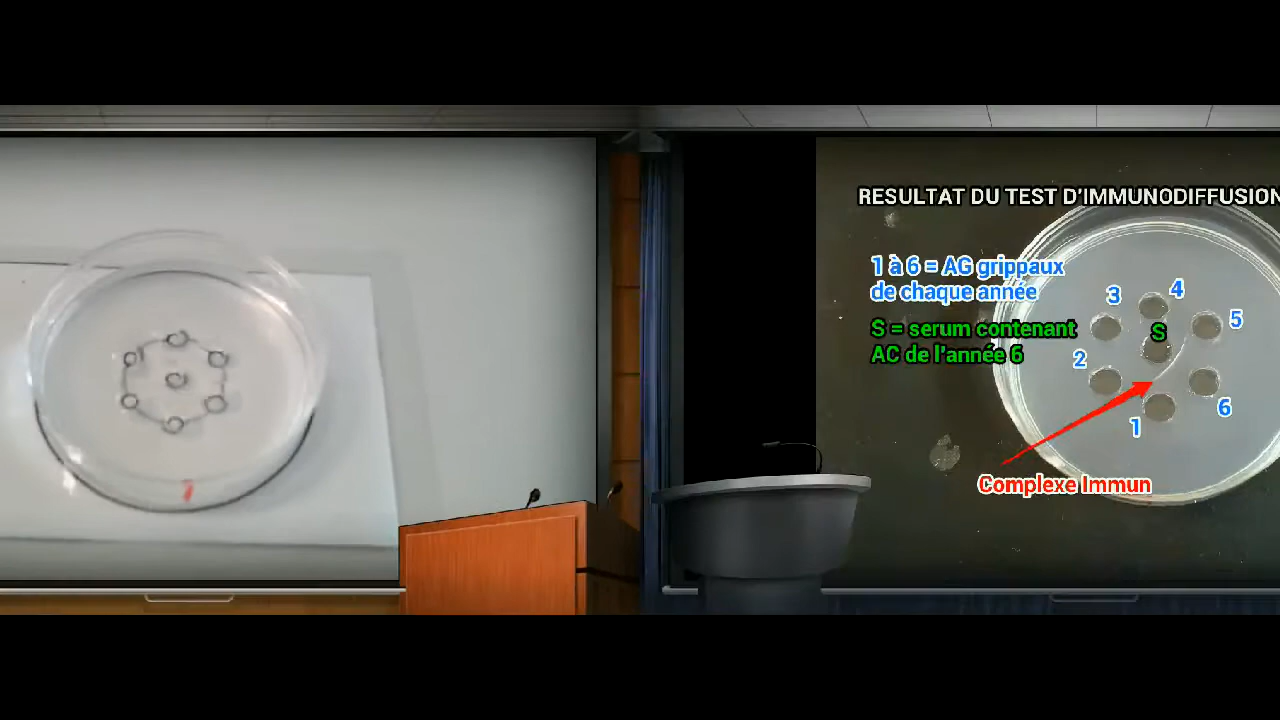 RESULTAT DU TEST D'IMMUNODIFFUSION
1 à 6 = AG grippaux
de chaque année
S = serum contenant
AC de l'année 6
3
4
5
S
2
6
1
Complexe Immun